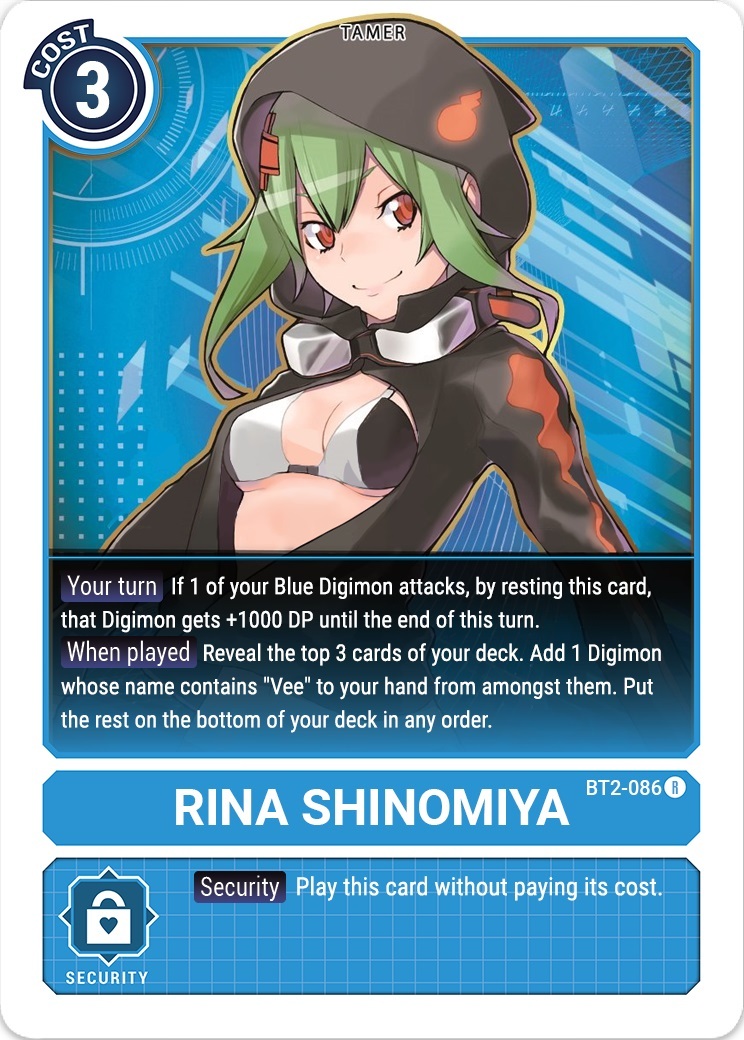 COST
3
TAMER
Your turn If 1 of your Blue Digimon attacks, by resting this card,
that Digimon gets +1000 DP until the end of this turn.
When played Reveal the top 3 cards of your deck. Add 1 Digimon
whose name contains "Vee" to your hand from amongst them. Put
the rest on the bottom of your deck in any order.
BT2-086 R
RINA SHINOMIYA
Security Play this card without paying its cost.
SECURITY